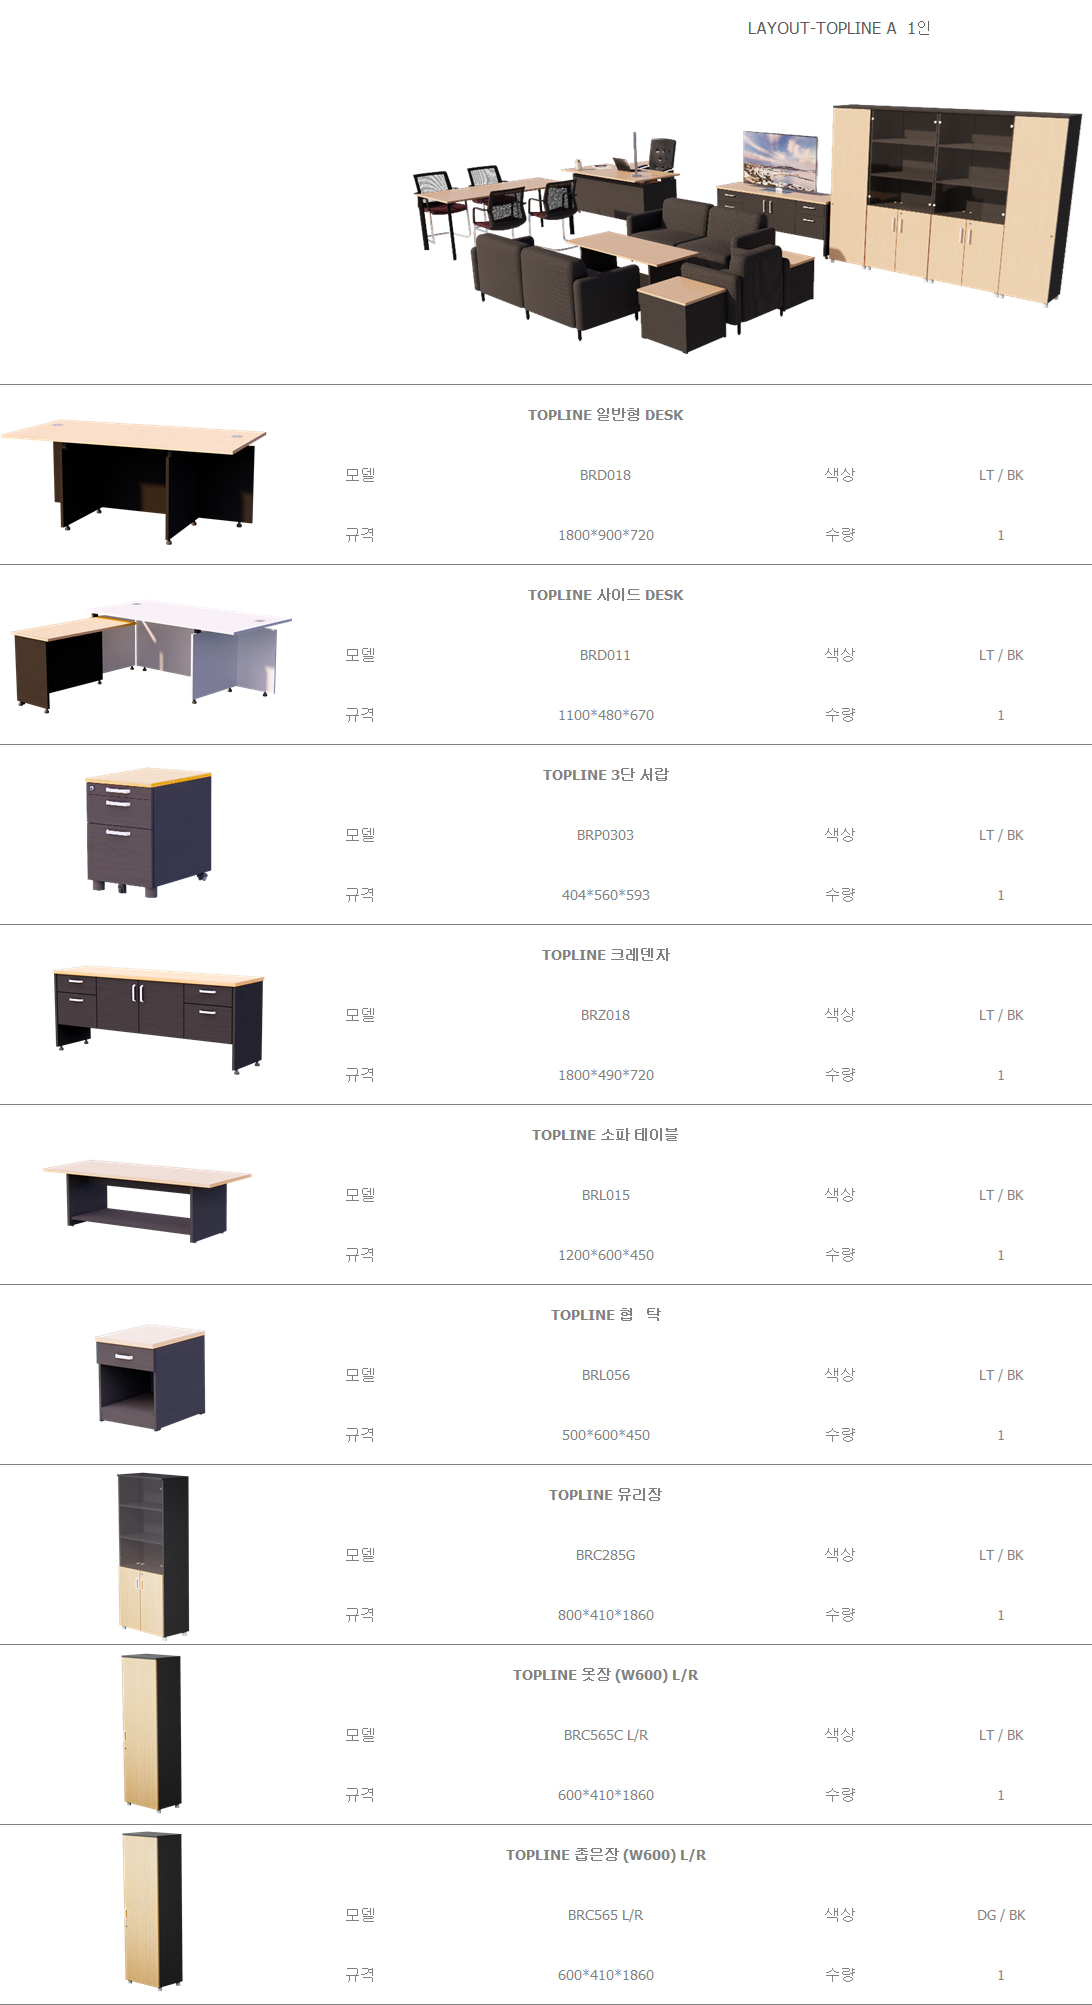 LAYOUT-TOPLINE A  1인
TOPLINE 일반형 DESK
모델 BRD018 색상 LT / BK
규격 1800*900*720 수량 1
TOPLINE 사이드 DESK
모델 BRD011 색상 LT / BK
규격 1100*480*670 수량 1
TOPLINE 3단 서랍
모델 BRP0303 색상 LT / BK
규격 404*560*593 수량 1
TOPLINE 크레덴자
모델 BRZ018 색상 LT / BK
규격 1800*490*720 수량 1
TOPLINE 소파 테이블
모델 BRL015 색상 LT / BK
규격 1200*600*450 수량 1
TOPLINE 협   탁
모델 BRL056 색상 LT / BK
규격 500*600*450 수량 1
TOPLINE 유리장
모델 BRC285G 색상 LT / BK
규격 800*410*1860 수량 1
TOPLINE 옷장 (W600) L/R
모델 BRC565C L/R 색상 LT / BK
규격 600*410*1860 수량 1
TOPLINE 좁은장 (W600) L/R
모델 BRC565 L/R 색상 DG / BK
규격 600*410*1860 수량 1